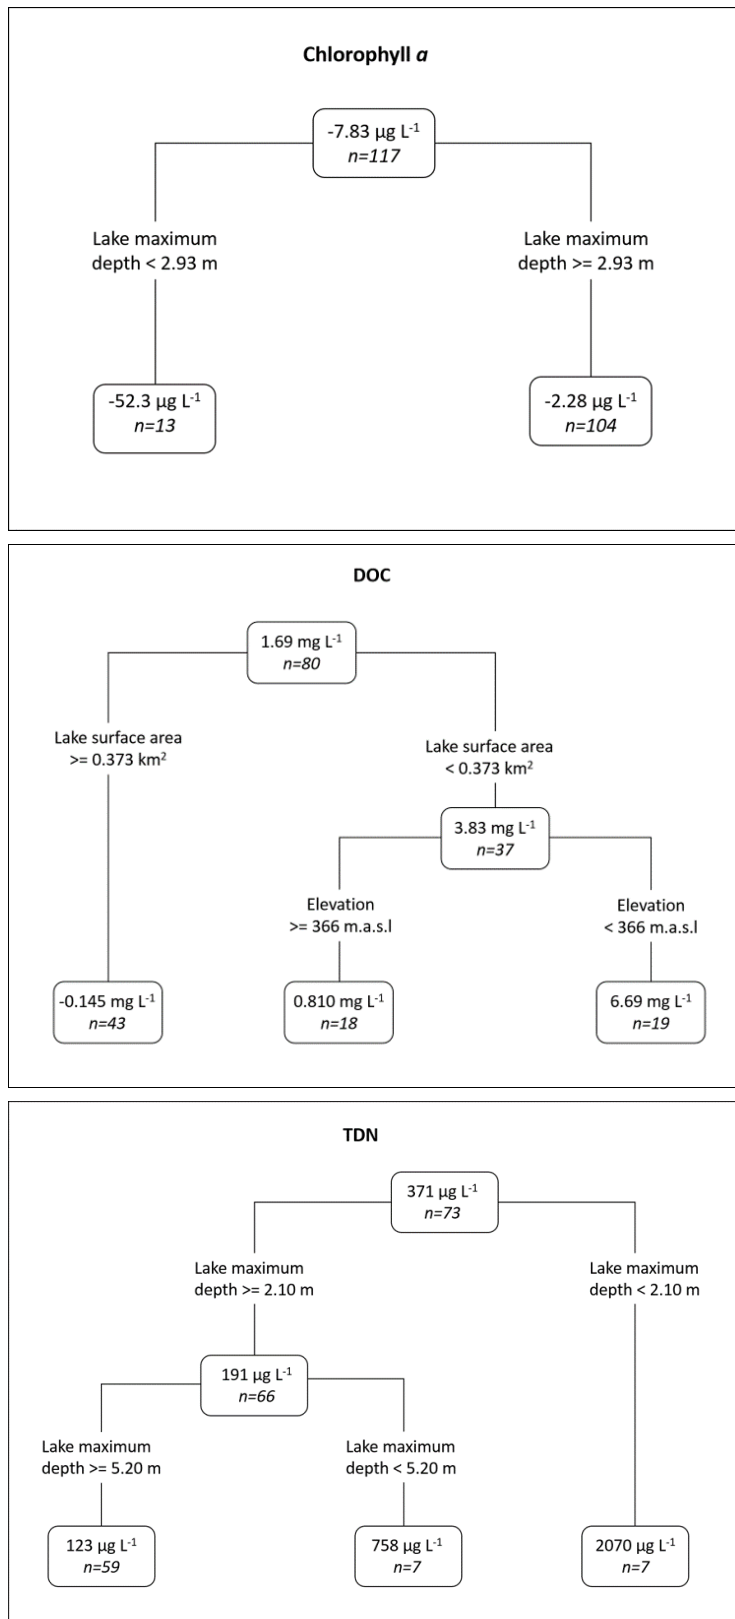 Chlorophyll a
-7.83 µg L⁻¹
n=117
Lake maximum
depth < 2.93 m
Lake maximum
depth >= 2.93 m
-52.3 µg L⁻¹
n=13
-2.28 µg L⁻¹
n=104
DOC
1.69 mg L⁻¹
n=80
Lake surface area
>= 0.373 km²
Lake surface area
< 0.373 km²
3.83 mg L⁻¹
n=37
Elevation
>= 366 m.a.s.l
Elevation
< 366 m.a.s.l
-0.145 mg L⁻¹
n=43
0.810 mg L⁻¹
n=18
6.69 mg L⁻¹
n=19
TDN
371 µg L⁻¹
n=73
Lake maximum
depth >= 2.10 m
Lake maximum
depth < 2.10 m
191 µg L⁻¹
n=66
Lake maximum
depth >= 5.20 m
Lake maximum
depth < 5.20 m
123 µg L⁻¹
n=59
758 µg L⁻¹
n=7
2070 µg L⁻¹
n=7